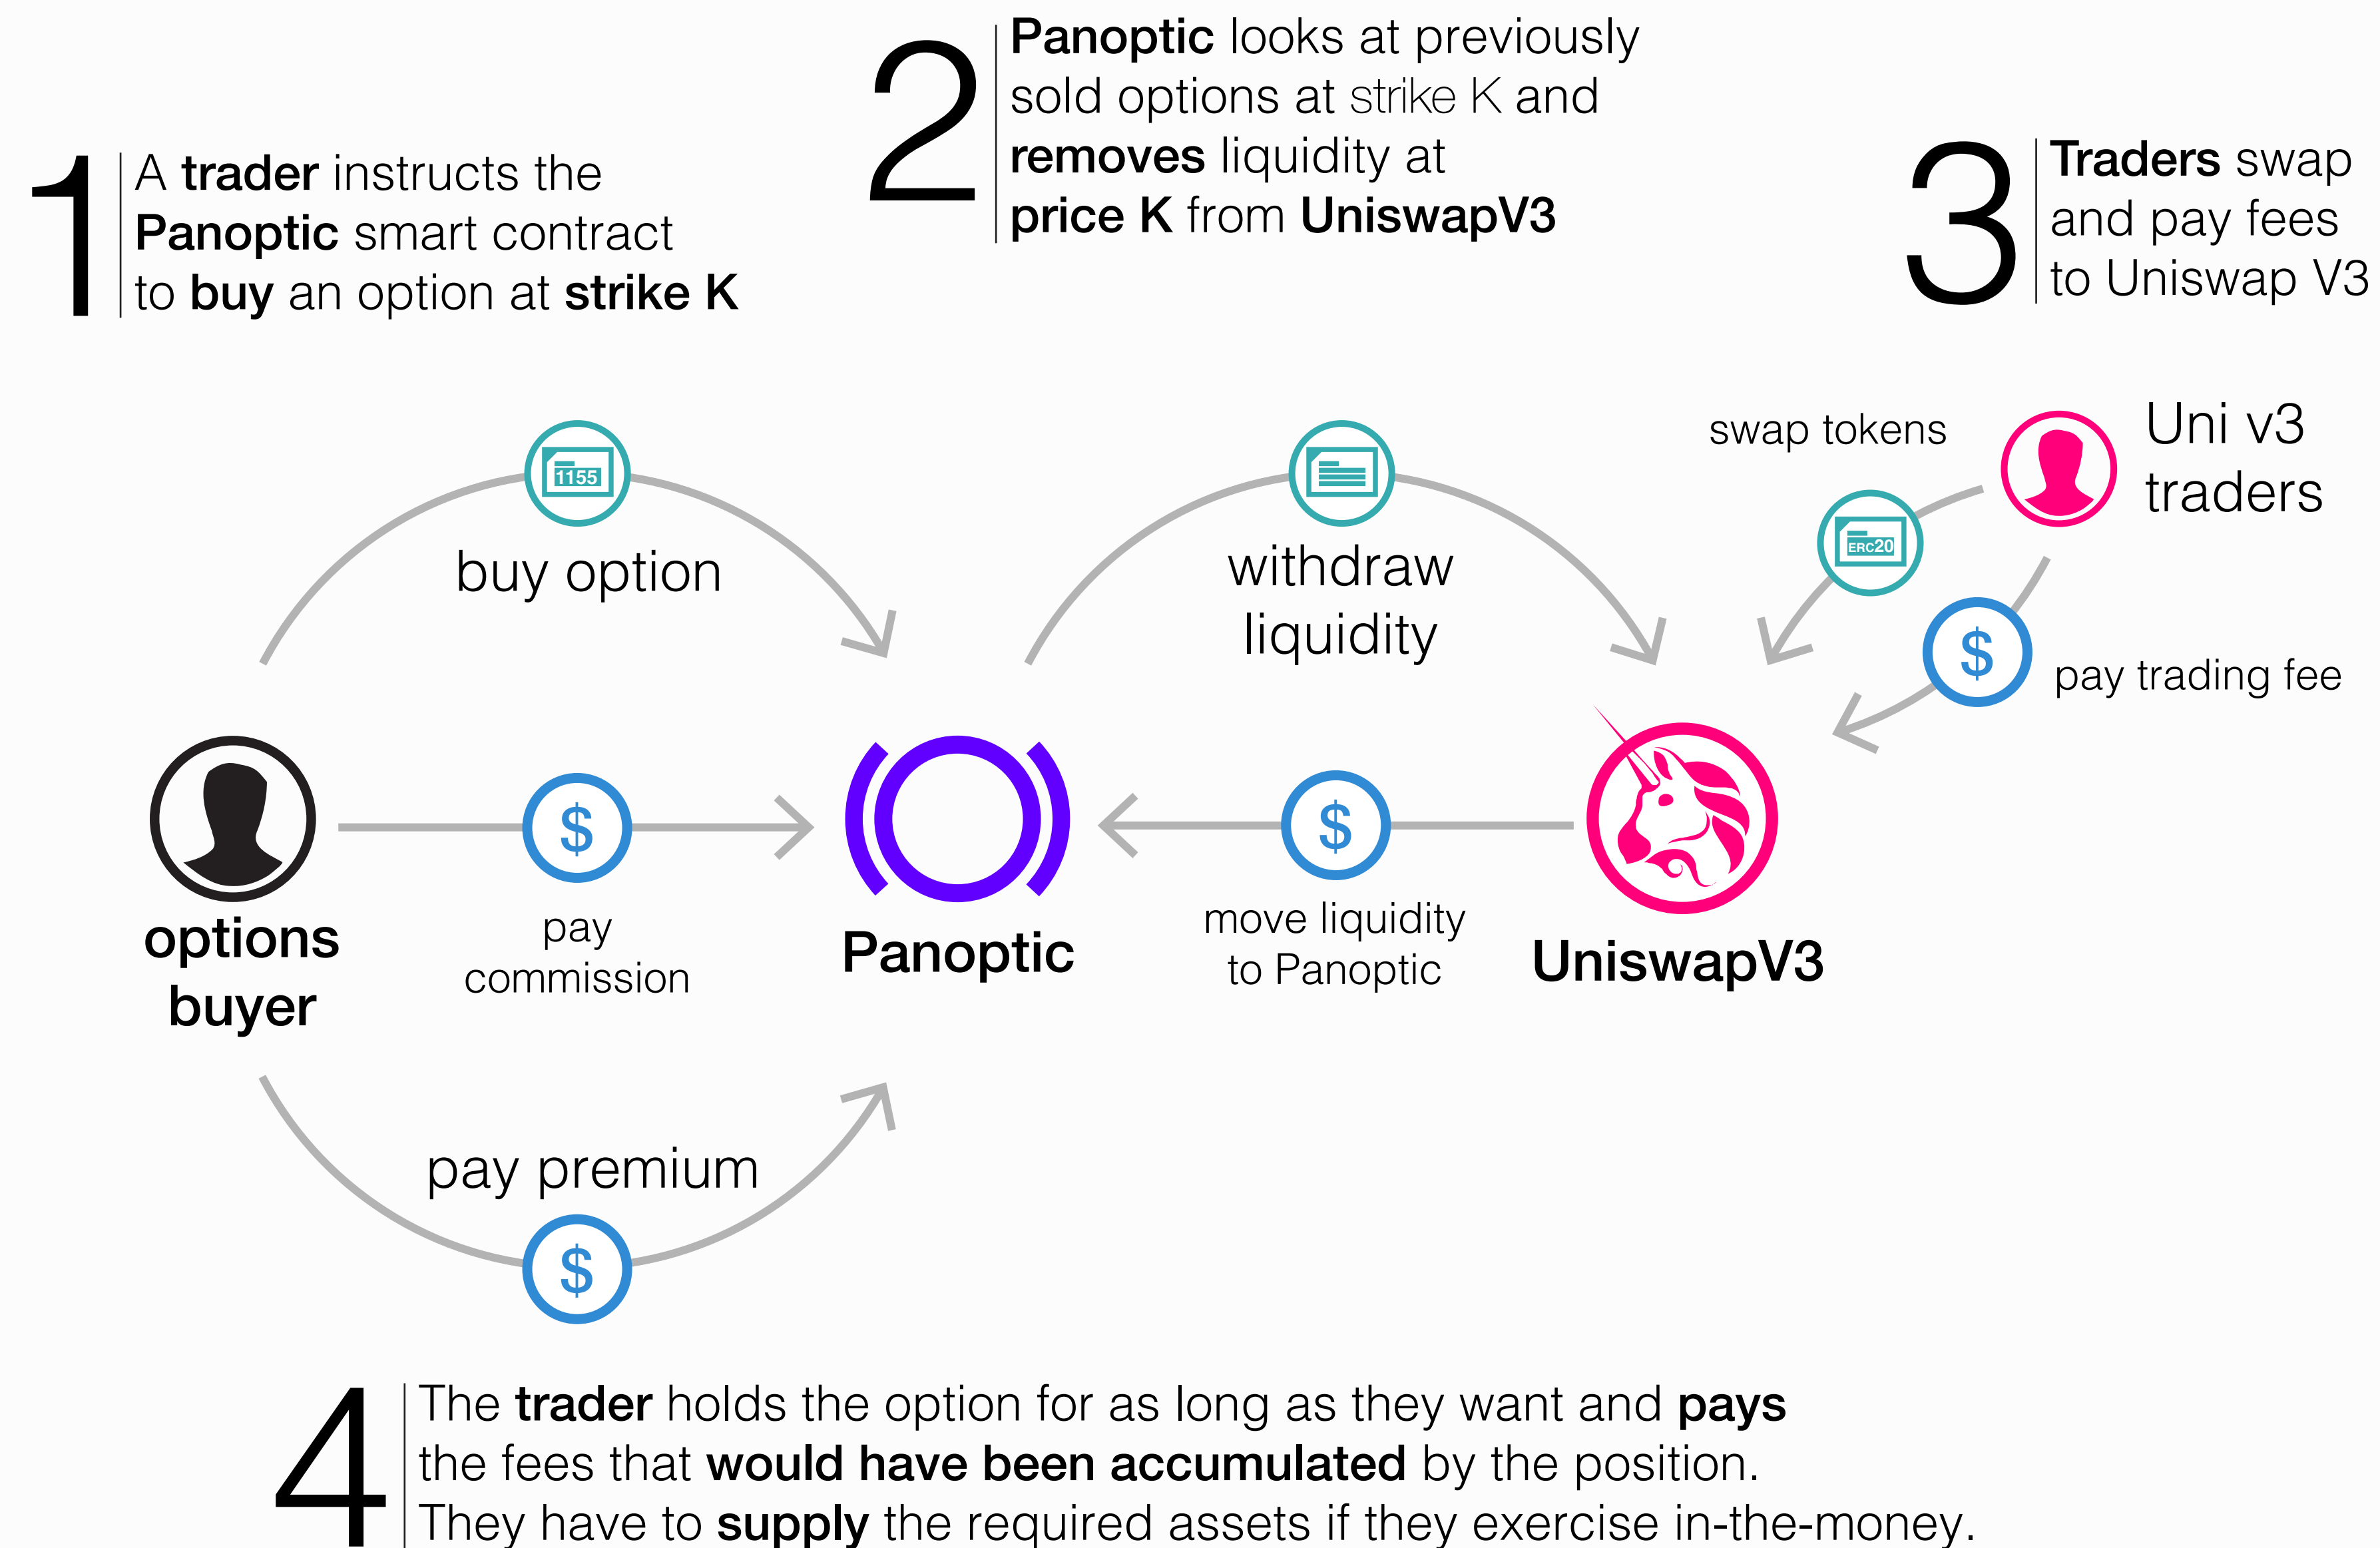 1
A trader instructs the
Panoptic smart contract
to buy an option at strike K
2
Panoptic looks at previously
sold options at strike K and
removes liquidity at
price K from UniswapV3
3
Traders swap
and pay fees
to Uniswap V3
1155
buy option
withdraw
liquidity
swap tokens
ERC20
Uni v3
traders
$
pay trading fee
options
buyer
$
pay
commission
Panoptic
$
move liquidity
to Panoptic
UniswapV3
pay premium
$
4
The trader holds the option for as long as they want and pays
the fees that would have been accumulated by the position.
They have to supply the required assets if they exercise in-the-money.